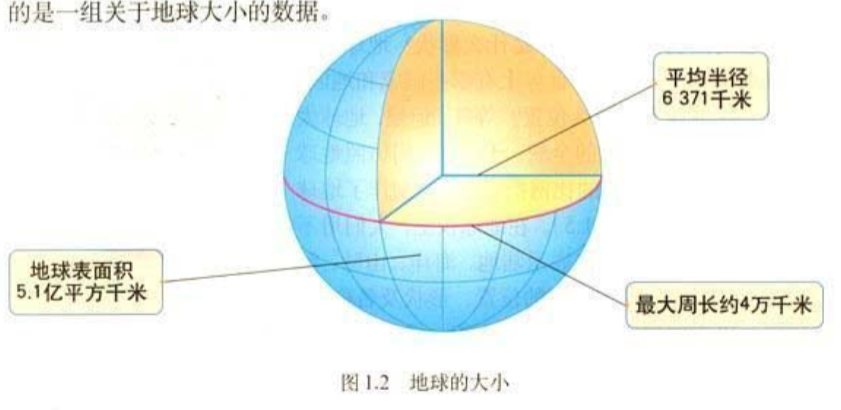 的是一组关于地球大小的数据。
平均半径
6 371千米
地球表面积
5.1亿平方千米
最大周长约4万千米
图 1.2 地球的大小